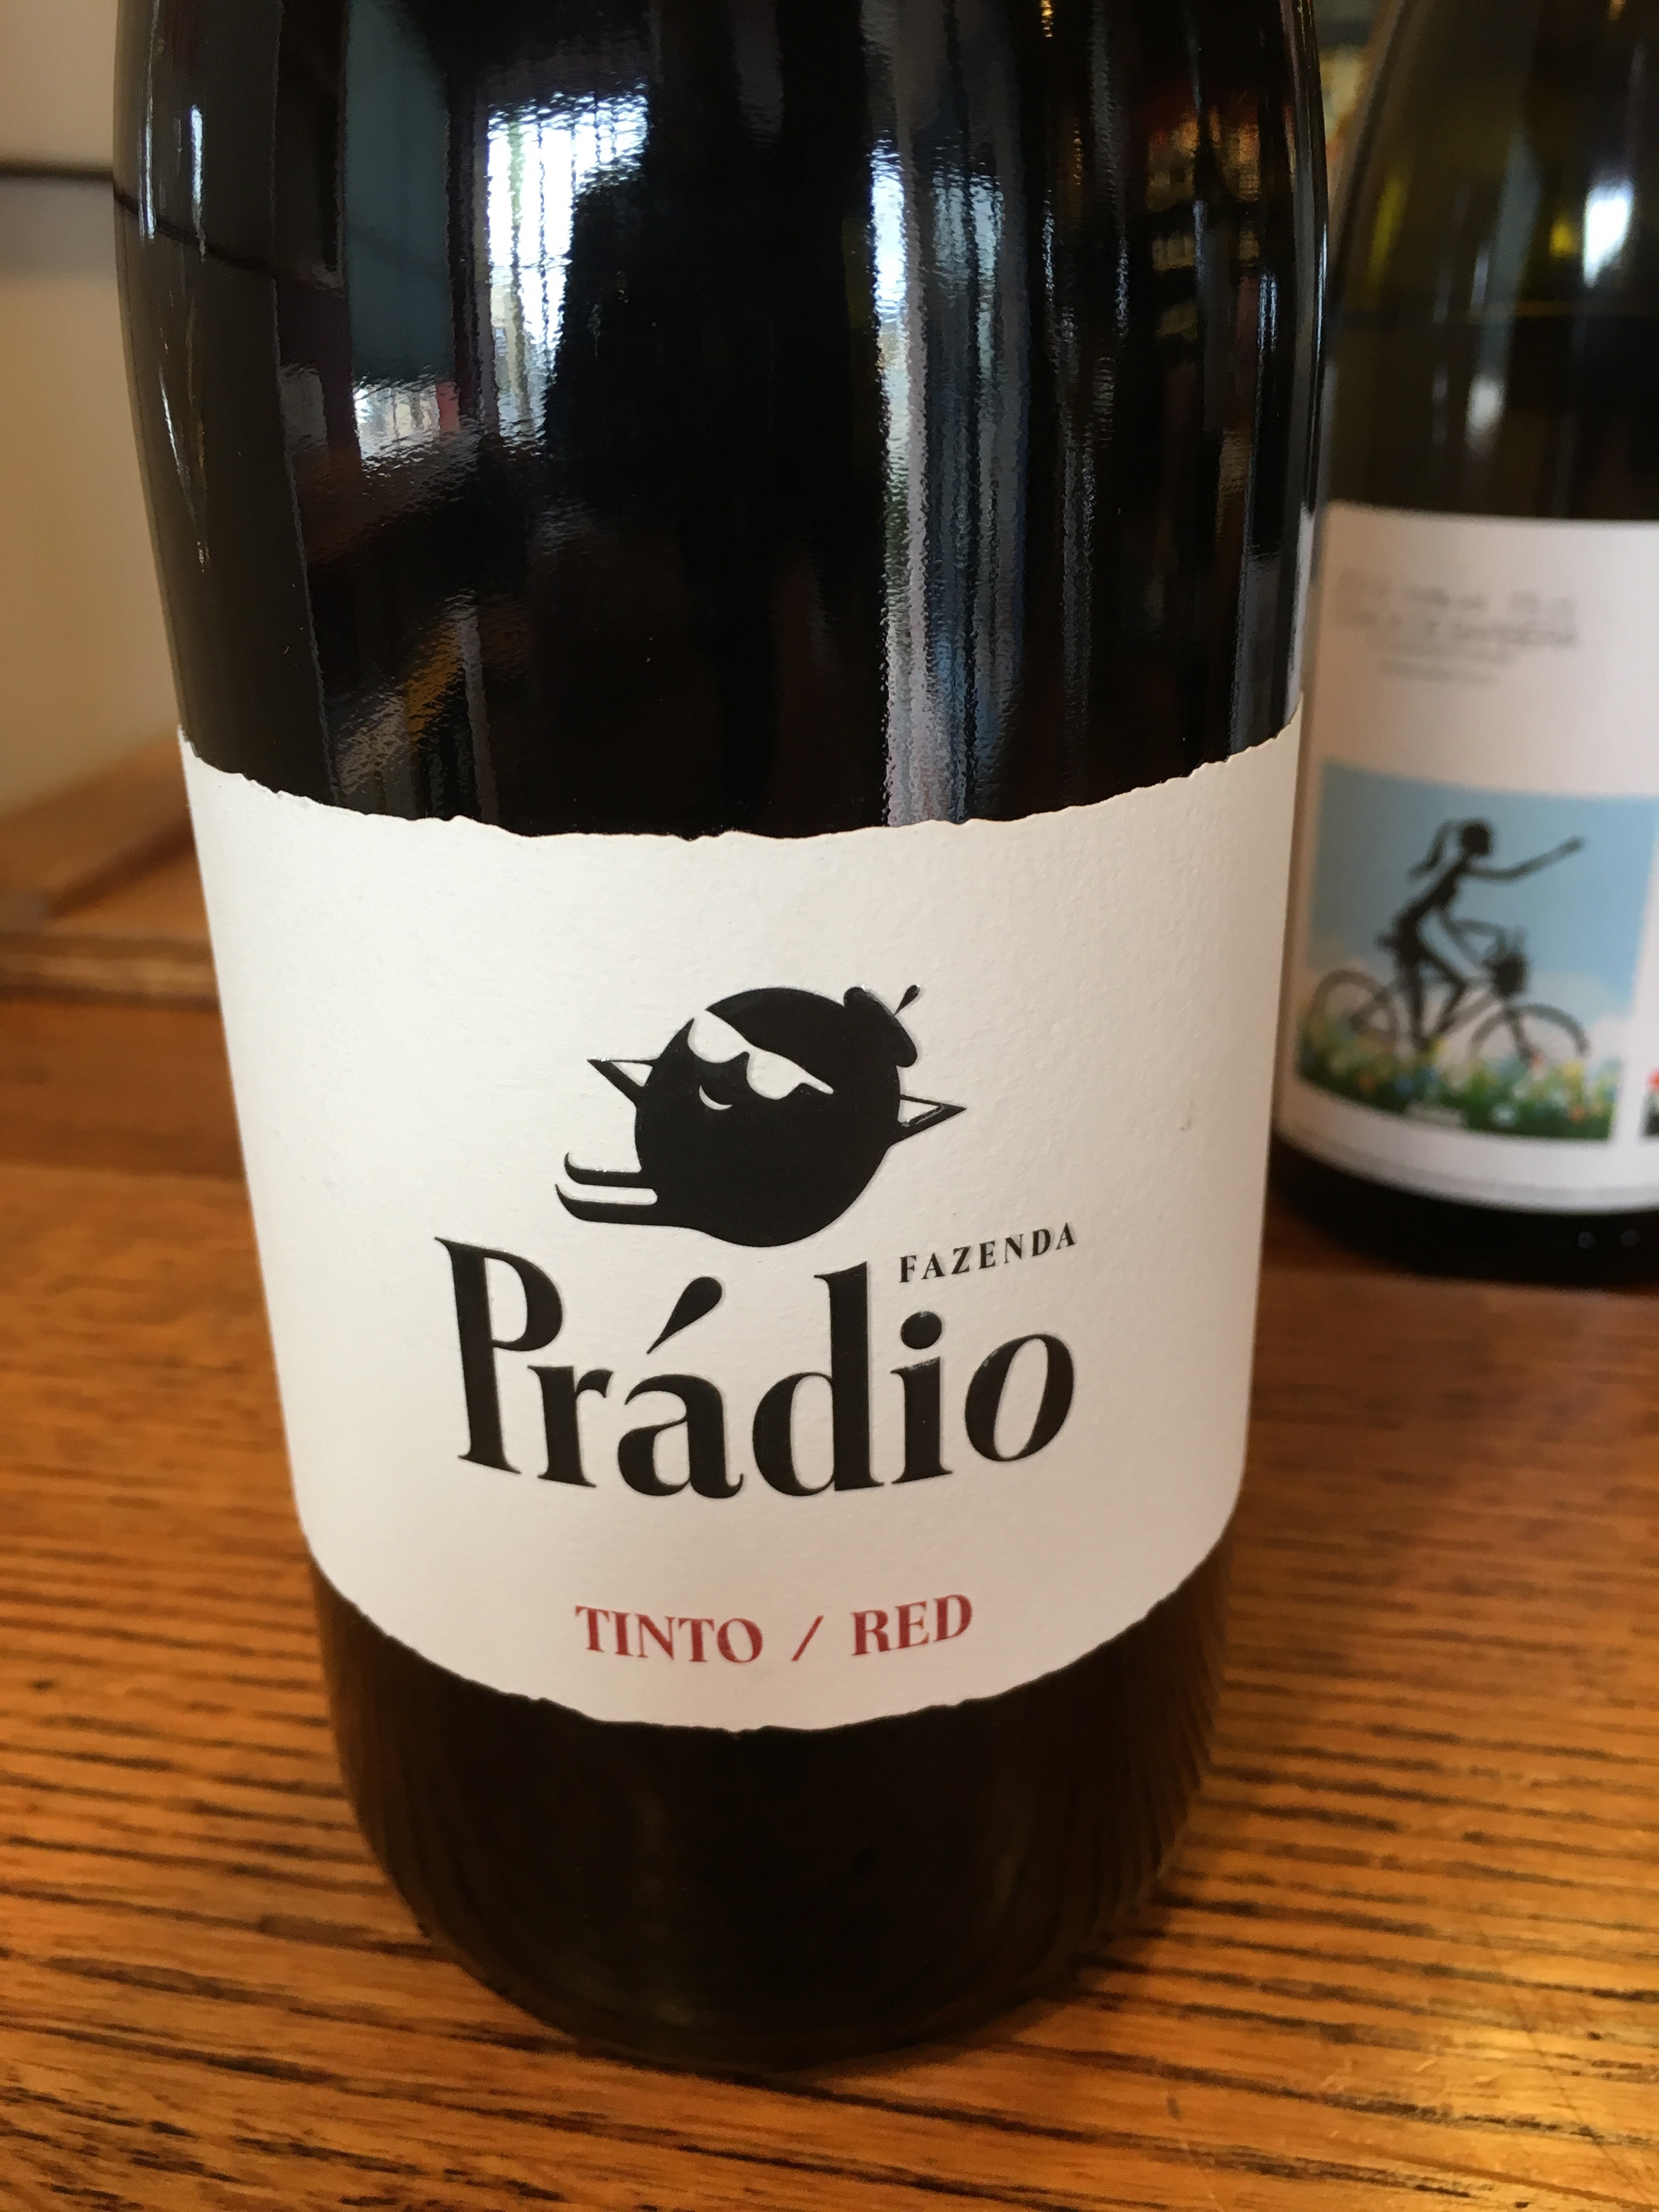 FAZENDA
Prádio
TINTO / RED